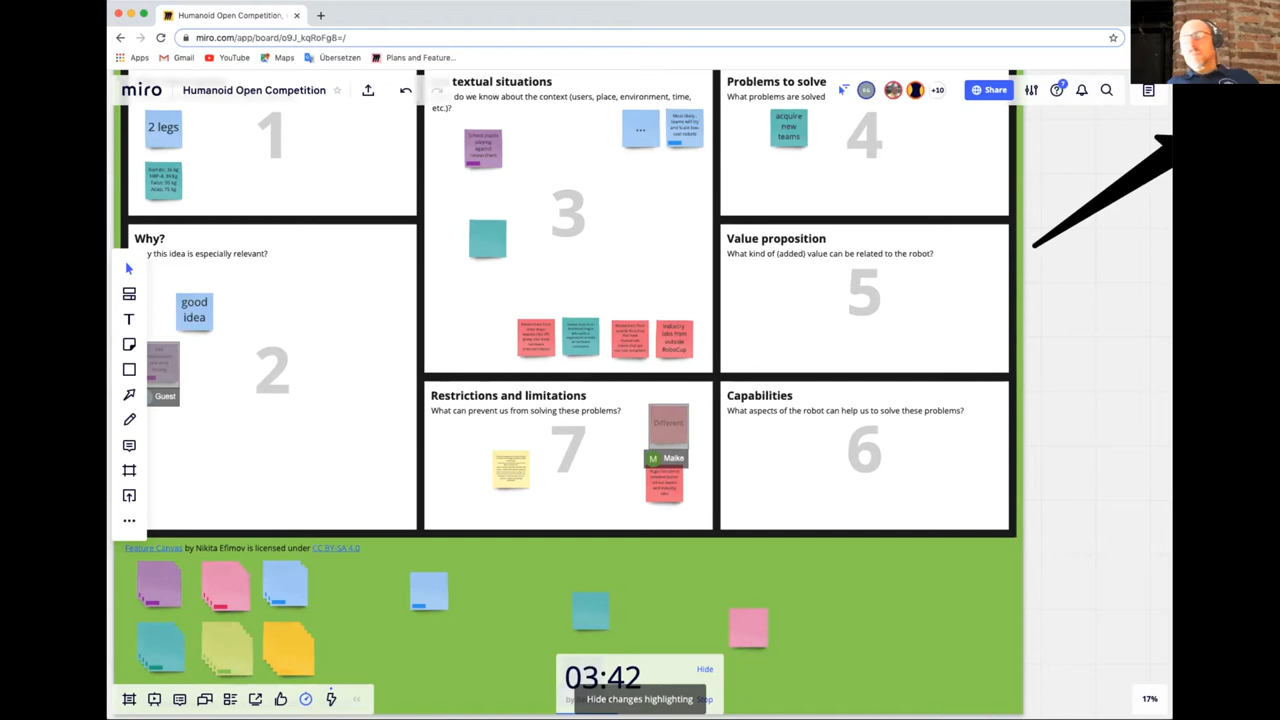 Humanoid Open Competition,
miro.com/app/board/o9J_kqRoFg8=/
Apps
Gmail
YouTube
Maps
Übersetzen
Plans and Feature...
miro
Humanoid Open Competition
+10
Share
textual situations
do we know about the context (users, place, environment, time,
etc.)?
Problems to solve
What problems are solved
2 legs
1
3
4
acquire
new
teams
...
Why?
y this idea is especially relevant?
good
idea
2
Guest
Value proposition
What kind of (added) value can be related to the robot?
5
Industry
labs from
outside
RoboCup
Restrictions and limitations
What can prevent us from solving these problems?
7
Different
M Maike
Capabilities
What aspects of the robot can help us to solve these problems?
6
Feature Canvas by Nikita Efimov is licensed under CC BY-SA 4.0
03:42
Hide
Hide changes highlighting
Stop
17%